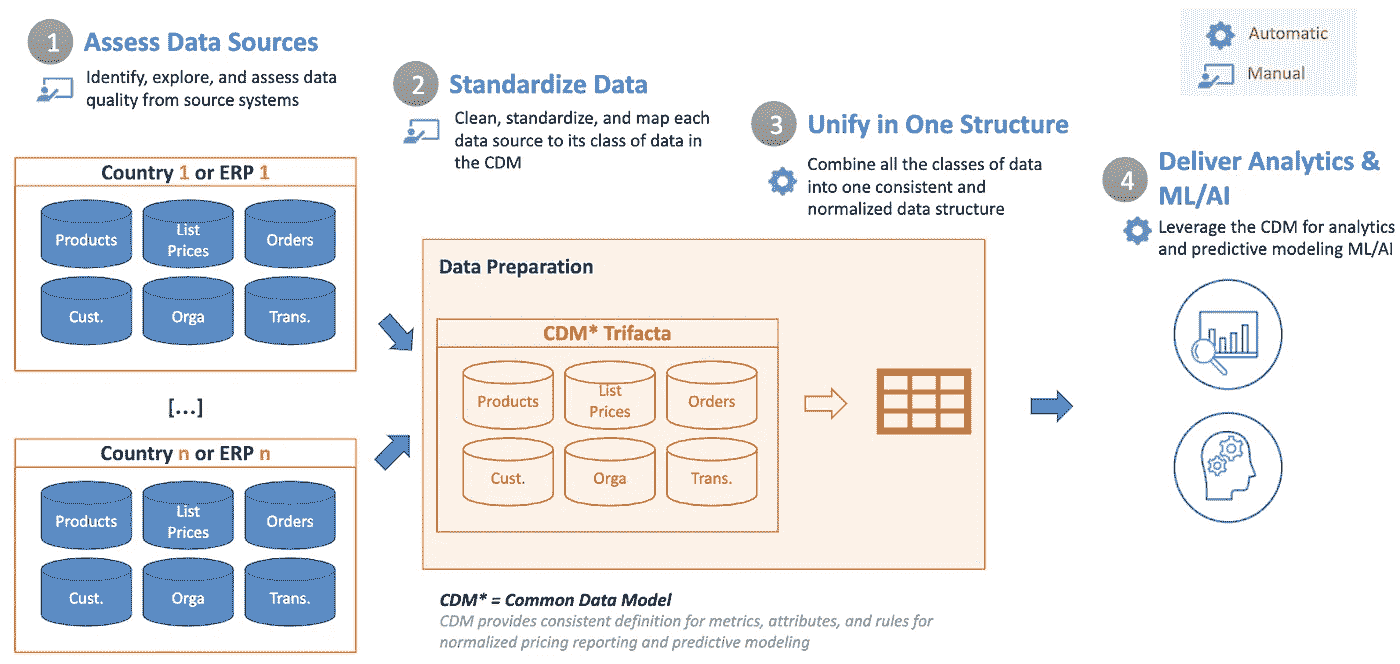 1
Assess Data Sources
Identify, explore, and assess data
quality from source systems
2
Standardize Data
Clean, standardize, and map each
data source to its class of data in
the CDM
3
Unify in One Structure
Combine all the classes of data
into one consistent and
normalized data structure
4
Deliver Analytics &
ML/AI
Leverage the CDM for analytics
and predictive modeling ML/AI
Automatic
Manual
Country 1 or ERP 1
Products
List
Prices
Orders
Cust.
Orga
Trans.
[...]
Country n or ERP n
Products
List
Prices
Orders
Cust.
Orga
Trans.
Data Preparation
CDM* Trifacta
Products
List
Prices
Orders
Cust.
Orga
Trans.
CDM* = Common Data Model
CDM provides consistent definition for metrics, attributes, and rules for
normalized pricing reporting and predictive modeling